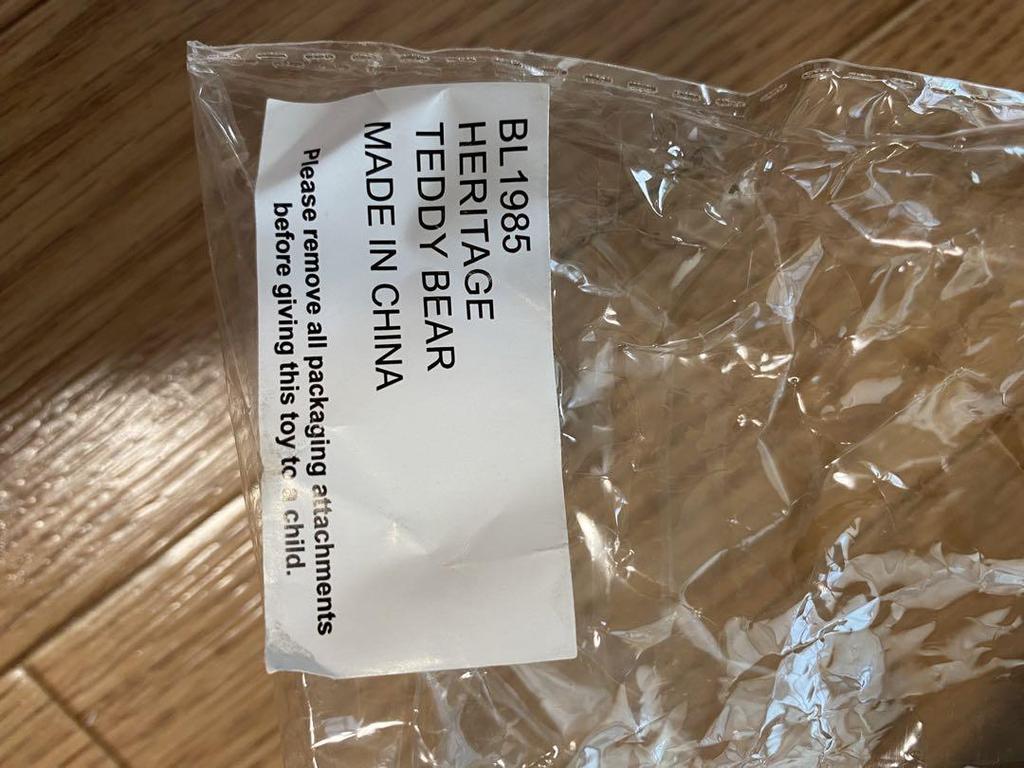 BL1985
HERITAGE
TEDDY BEAR
MADE IN CHINA
Please remove all packaging attachments
before giving this toy to a child.